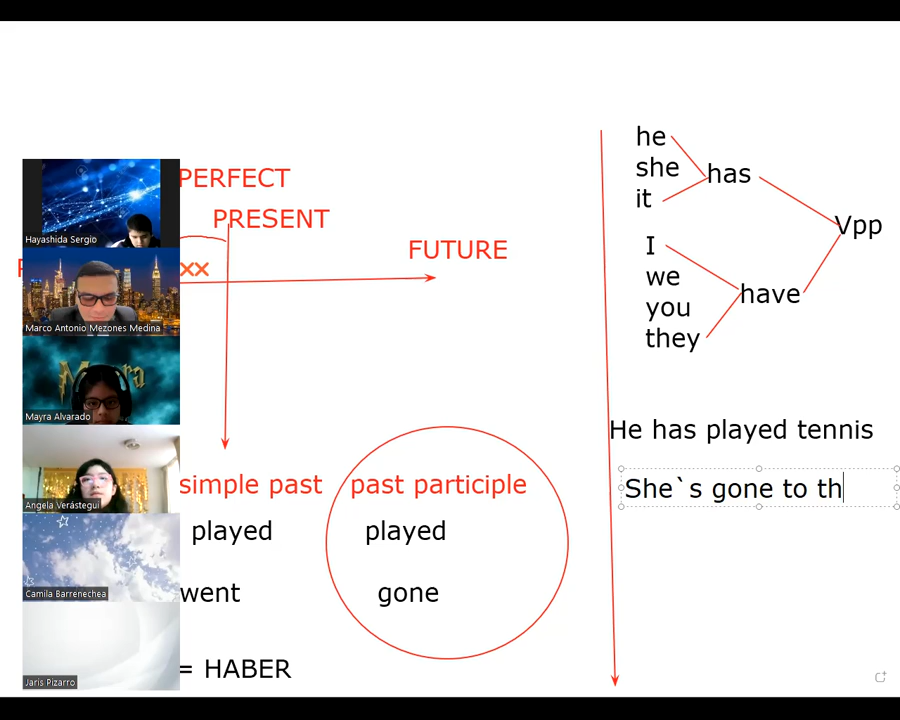 PERFECT
PRESENT
FUTURE
xx
simple past
past participle
played
played
went
gone
= HABER
he
she
has
it
Vpp
I
we
have
you
they
He has played tennis
She`s gone to th
Hayashida Sergio
Marco Antonio Mezones Medina
Mayra
Mayra Alvarado
Angela Verástegui
Camila Barrenechea
Jaris Pizarro